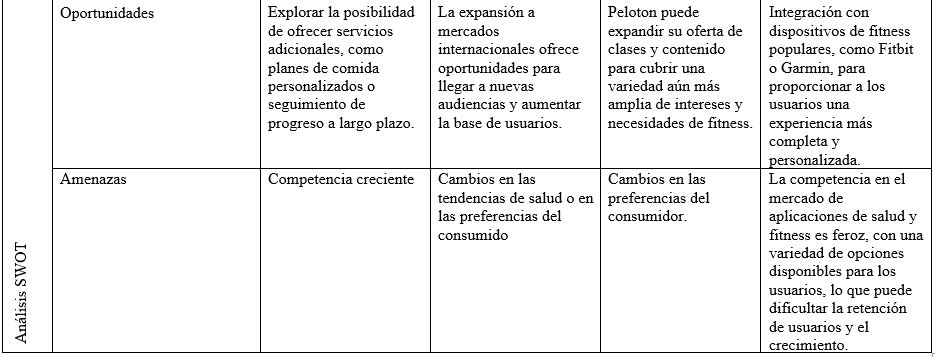 Oportunidades
Explorar la posibilidad
de ofrecer servicios
adicionales, como
planes de comida
personalizados o
seguimiento de
progreso a largo plazo.
La expansión a
mercados
internacionales ofrece
oportunidades para
llegar a nuevas
audiencias y aumentar
la base de usuarios.
Peloton puede
expandir su oferta de
clases y contenido
para cubrir una
variedad aún más
amplia de intereses y
necesidades de fitness.
Integración con
dispositivos de fitness
populares, como Fitbit
o Garmin, para
proporcionar a los
usuarios una
experiencia más
completa y
personalizada.
Análisis SWOT
Amenazas
Competencia creciente
Cambios en las
tendencias de salud o en
las preferencias del
consumido
Cambios en las
preferencias del
consumidor.
La competencia en el
mercado de
aplicaciones de salud y
fitness es feroz, con una
variedad de opciones
disponibles para los
usuarios, lo que puede
dificultar la retención
de usuarios y el
crecimiento.